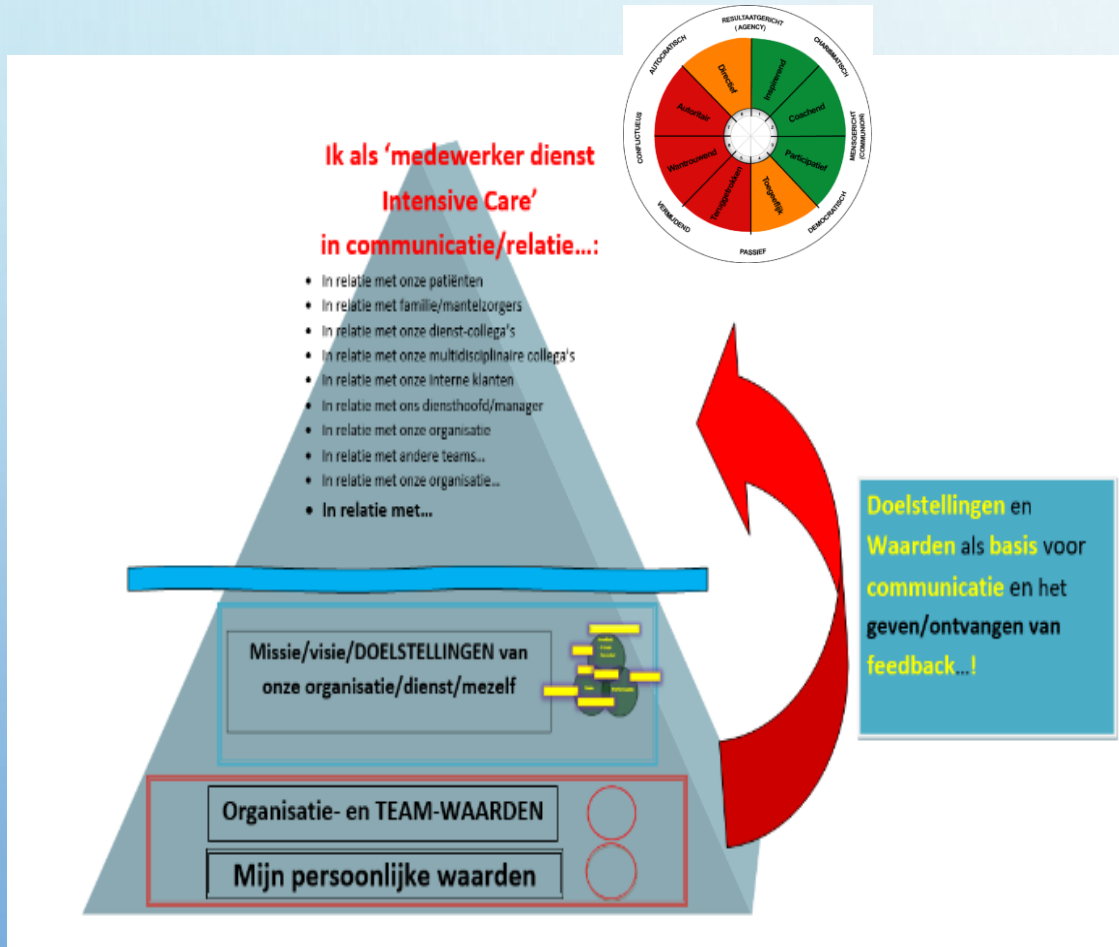 RESULTAATGERICHT
(AGENCY)
AUTOCRATISCH
CHARISMATISCH
Directief
Inspirerend
Autoritair
Coachend
CONFLICTUEUS
MENSGERICHT
(COMMUNION)
Wantrouwend
Participatief
Teruggetrokken
Toegeeflijk
VERMIJDEND
DEMOCRATISCH
PASSIEF
Ik als ‘medewerker dienst
Intensive Care’
in communicatie/relatie…:
• In relatie met onze patiënten
• In relatie met familie/mantelzorgers
• In relatie met onze dienst-collega's
• In relatie met onze multidisciplinaire collega's
• In relatie met onze interne klanten
• In relatie met ons diensthoofd/manager
• In relatie met onze organisatie
• In relatie met andere teams…
• In relatie met onze organisatie…
• In relatie met…
Doelstellingen en
Waarden als basis voor
communicatie en het
geven/ontvangen van
feedback…!
Missie/visie/DOELSTELLINGEN van
onze organisatie/dienst/mezelf
Organisatie- en TEAM-WAARDEN
Mijn persoonlijke waarden